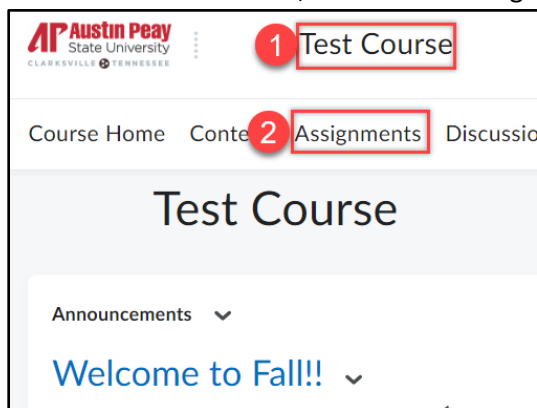 AP Austin Peay
State University
CLARKSVILLE TENNESSEE
1 Test Course
Course Home Conte 2 Assignments Discussio
Test Course
Announcements
Welcome to Fall!!